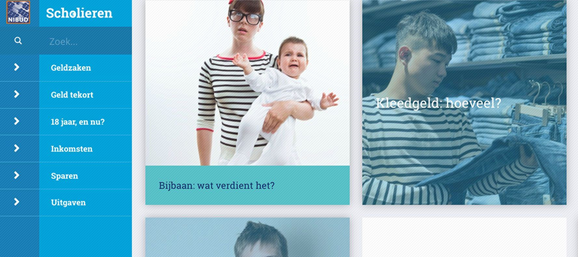 NIBUD
Scholieren
Zoek...
Geldzaken
Geld tekort
18 jaar, en nu?
Inkomsten
Sparen
Uitgaven
Bijbaan: wat verdient het?
Kleedgeld: hoeveel?